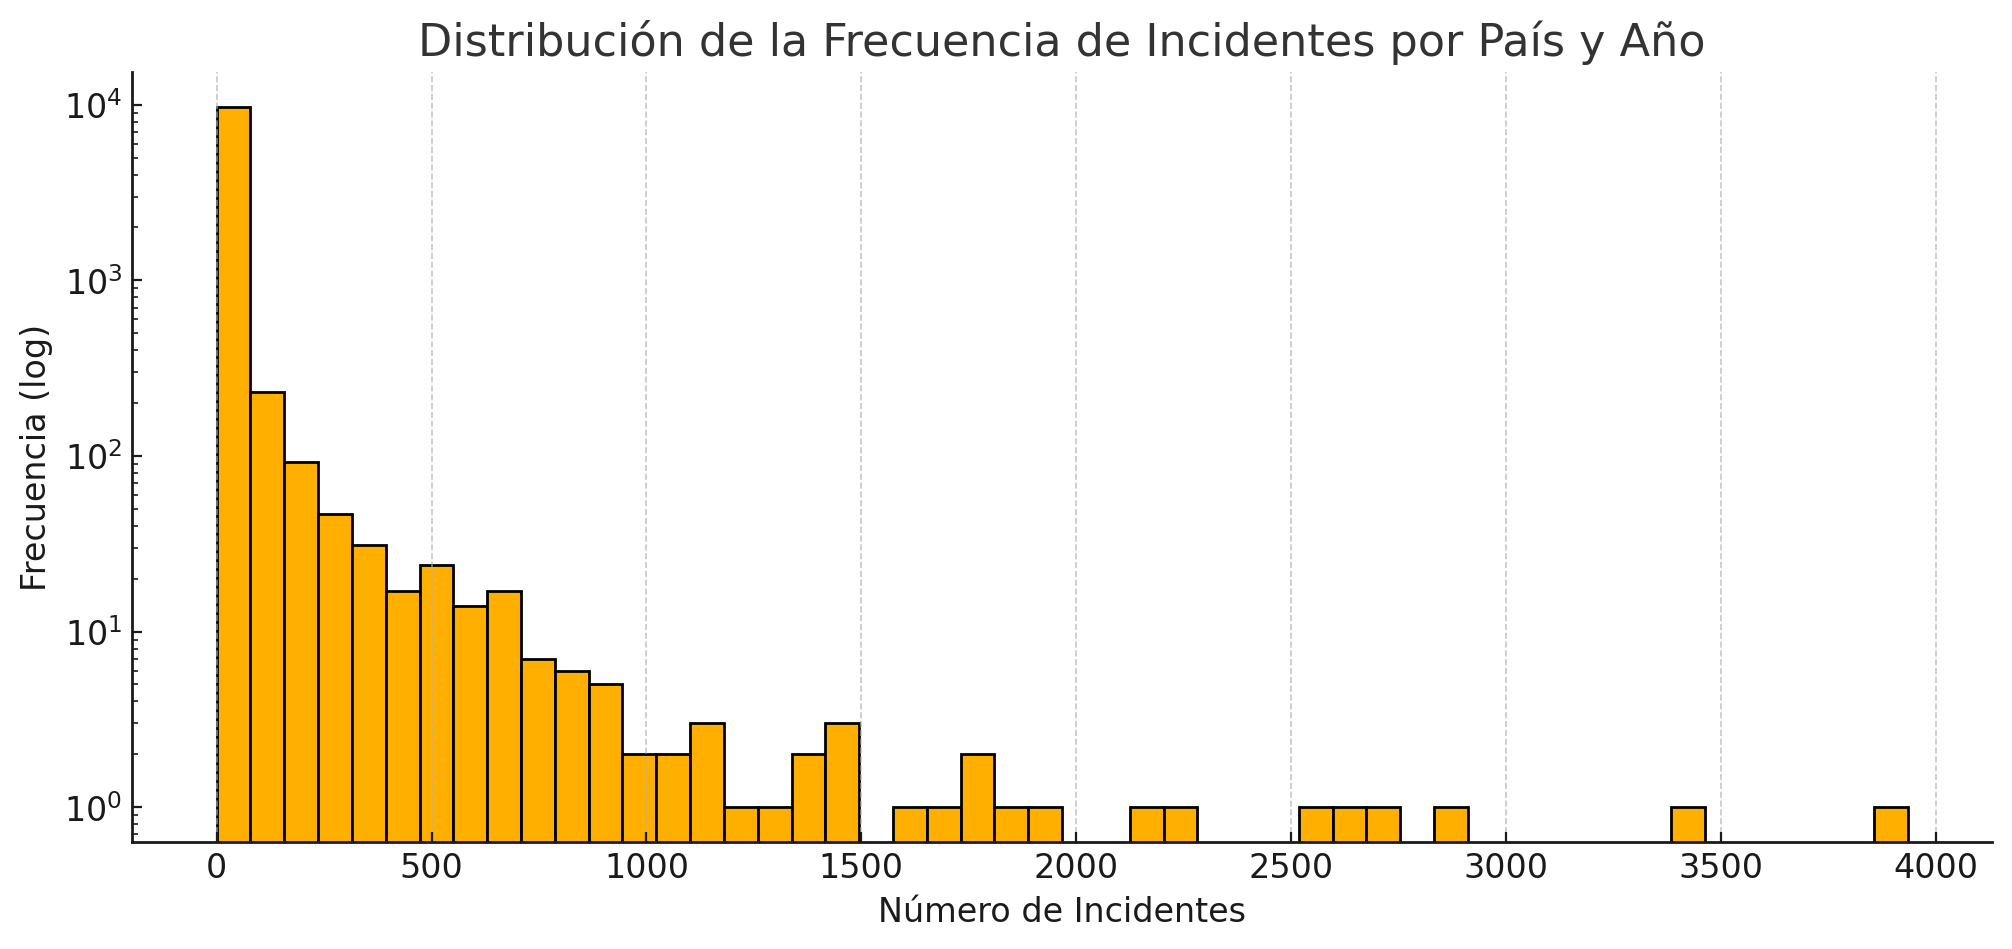 Distribución de la Frecuencia de Incidentes por País y Año
Frecuencia (log)
10⁴
10³
10²
10¹
10⁰
0 500 1000 1500 2000 2500 3000 3500 4000
Número de Incidentes